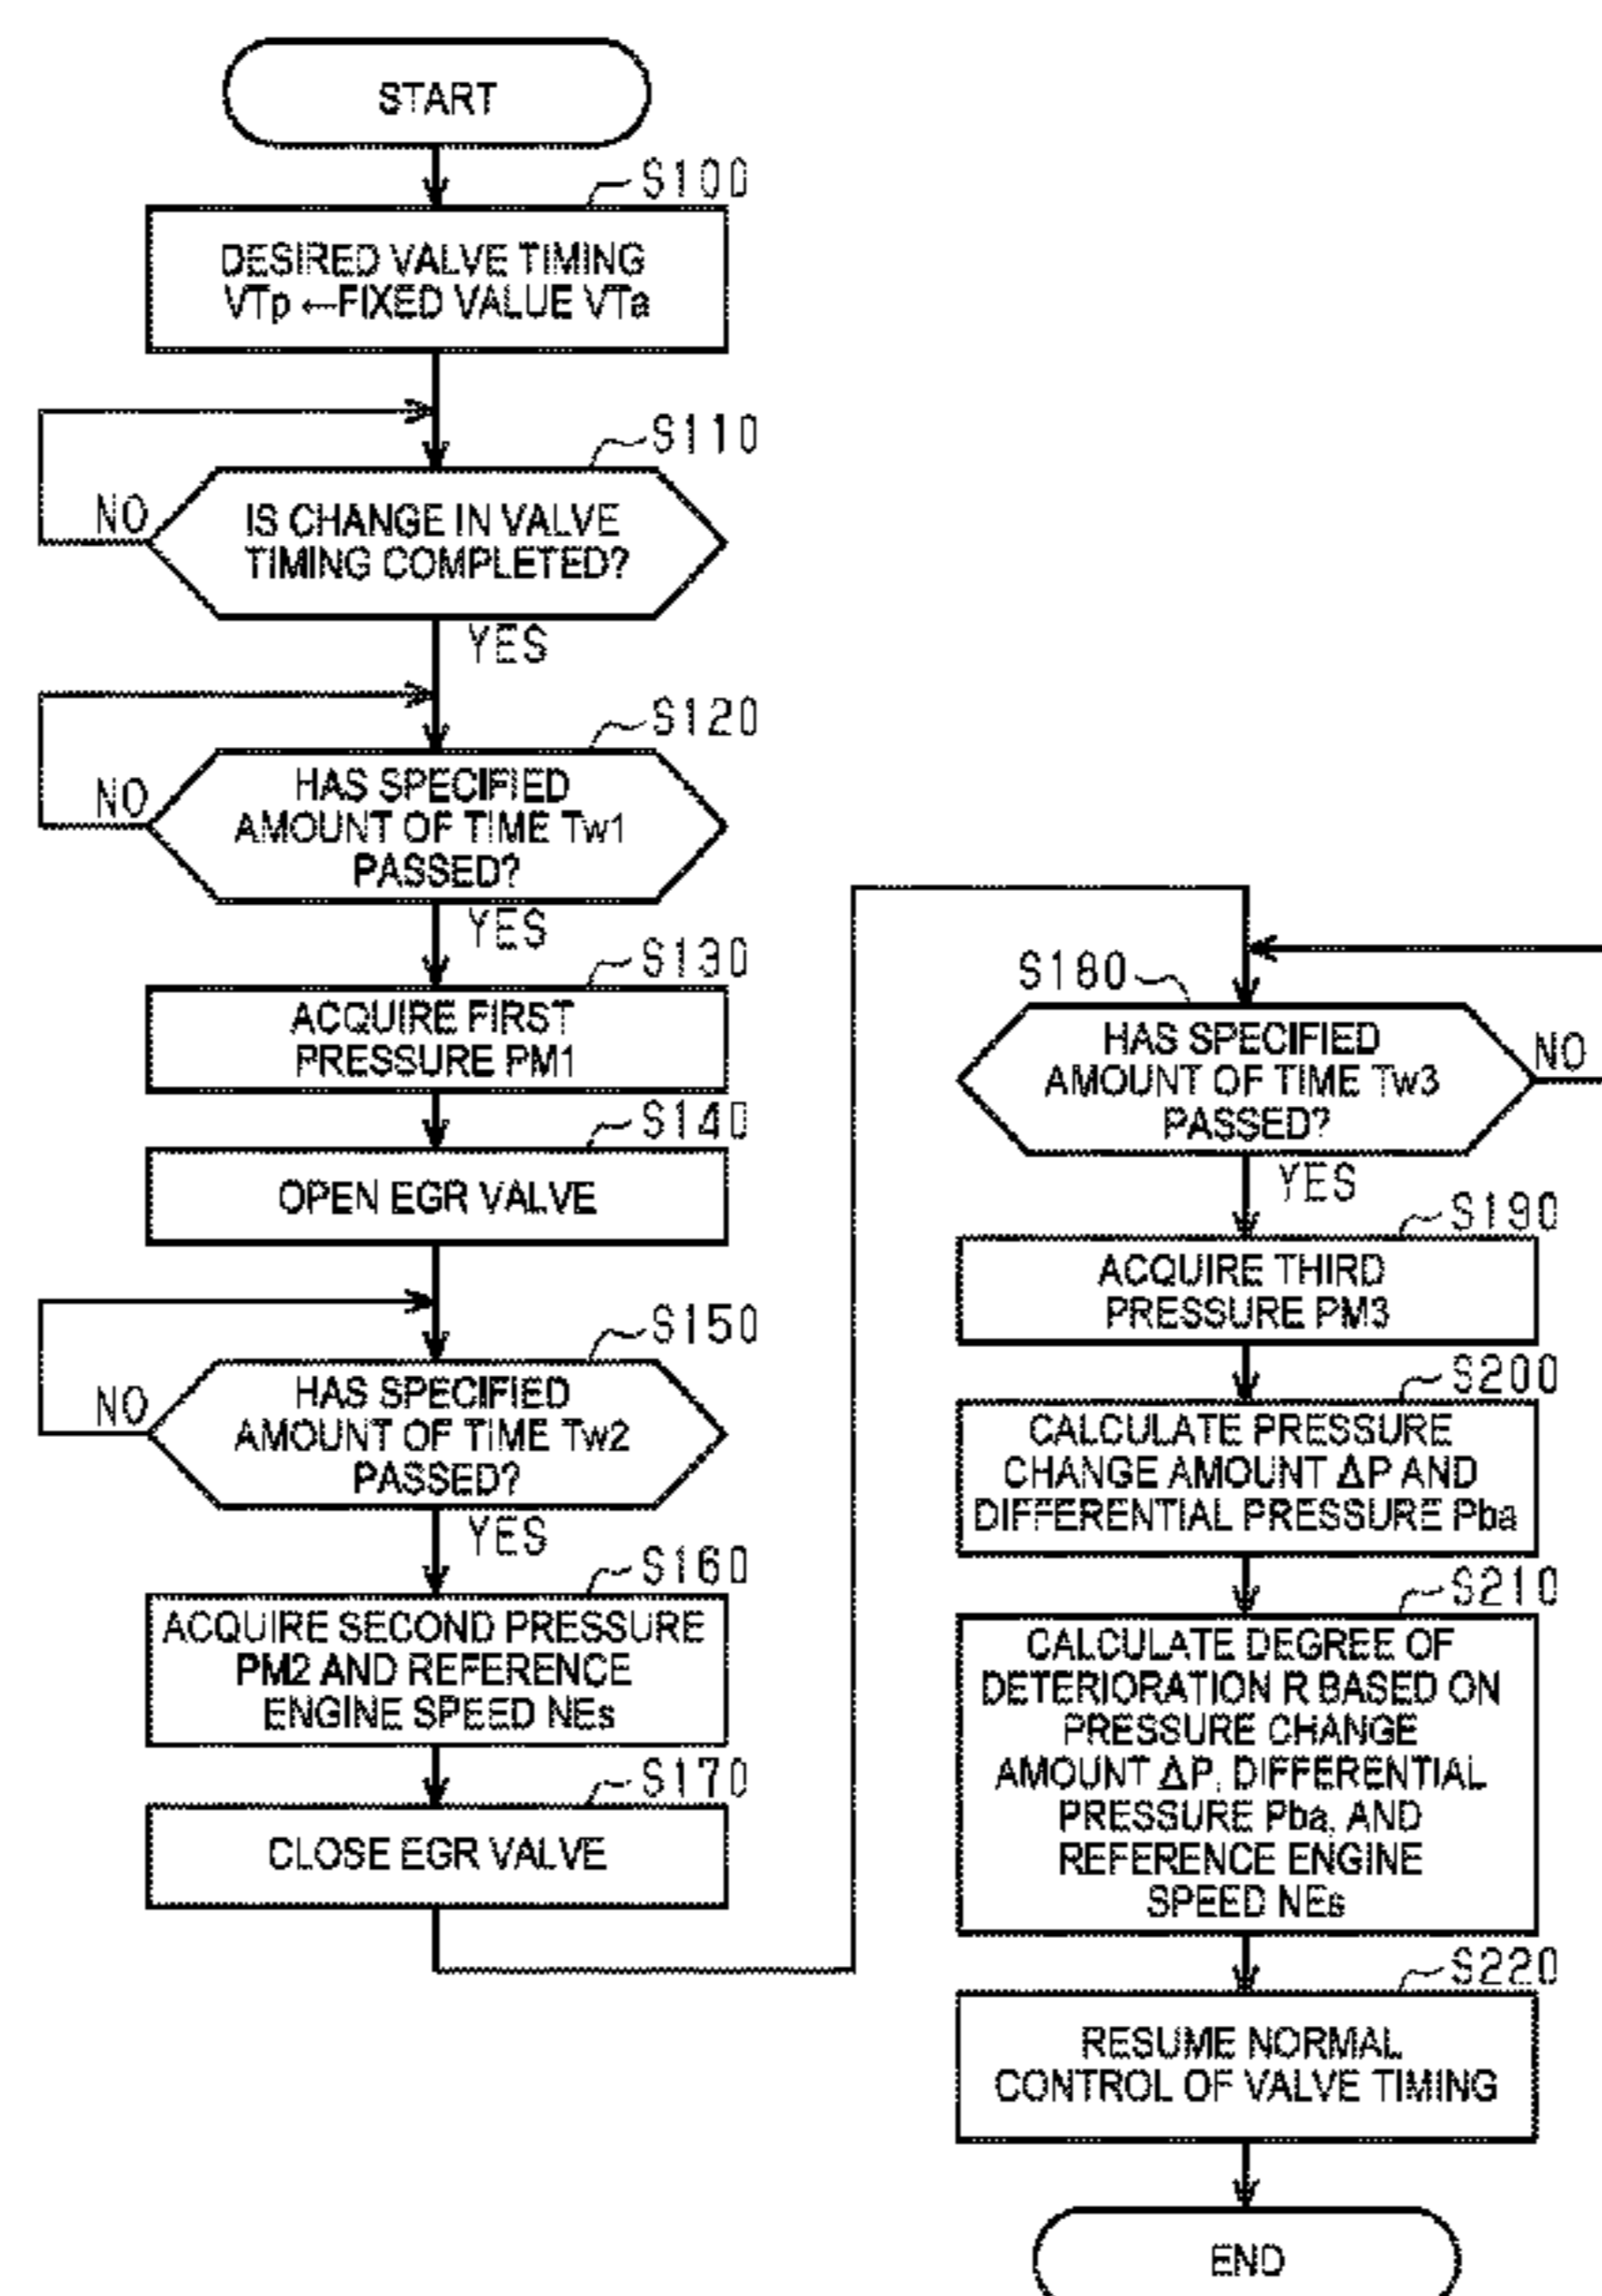 START
S100
DESIRED VALVE TIMING
VTp ←FIXED VALUE VTa
S110
IS CHANGE IN VALVE
TIMING COMPLETED?
NO
YES
S120
HAS SPECIFIED
AMOUNT OF TIME Tw1
PASSED?
NO
YES
S130
ACQUIRE FIRST
PRESSURE PM1
S140
OPEN EGR VALVE
S150
HAS SPECIFIED
AMOUNT OF TIME Tw2
PASSED?
NO
YES
S160
ACQUIRE SECOND PRESSURE
PM2 AND REFERENCE
ENGINE SPEED NEs
S170
CLOSE EGR VALVE
S180
HAS SPECIFIED
AMOUNT OF TIME Tw3
PASSED?
NO
YES
S190
ACQUIRE THIRD
PRESSURE PM3
S200
CALCULATE PRESSURE
CHANGE AMOUNT ΔP AND
DIFFERENTIAL PRESSURE Pba
S210
CALCULATE DEGREE OF
DETERIORATION R BASED ON
PRESSURE CHANGE
AMOUNT ΔP, DIFFERENTIAL
PRESSURE Pba, AND
REFERENCE ENGINE
SPEED NEs
S220
RESUME NORMAL
CONTROL OF VALVE TIMING
END